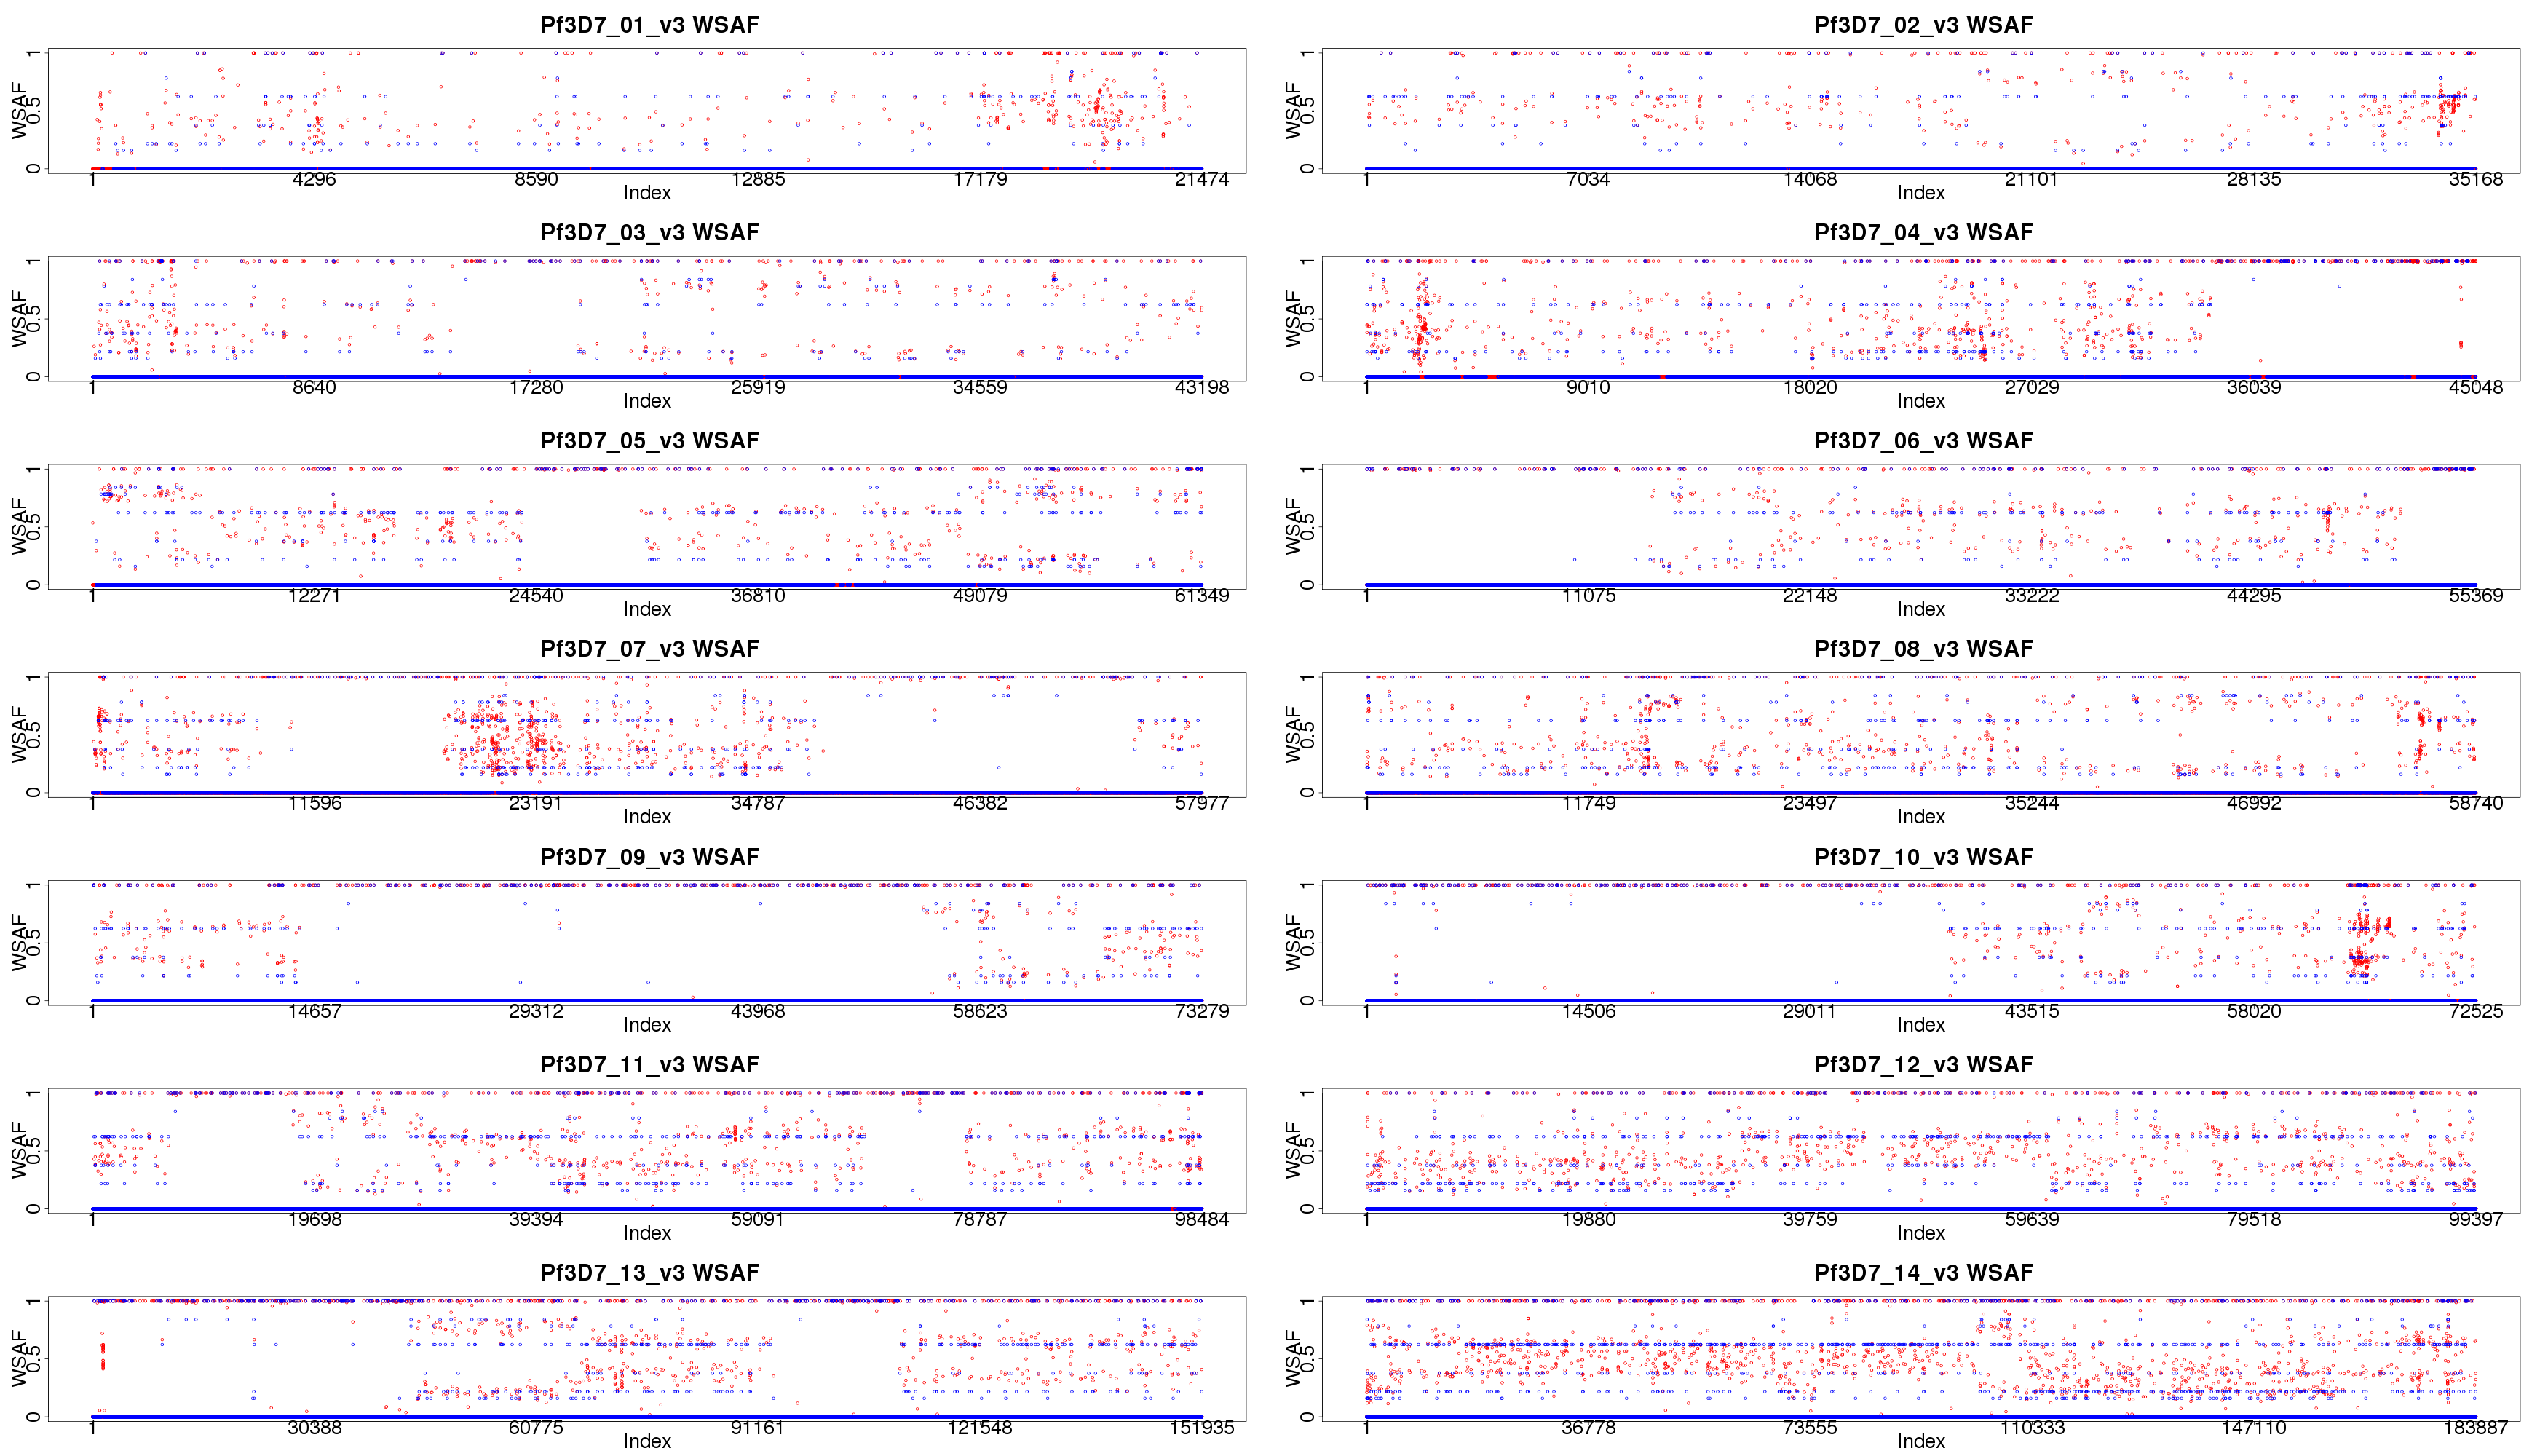 Pf3D7_01_v3 WSAF
WSAF
0 0.5 1
1 4296 8590 12885 17179 21474
Index
Pf3D7_02_v3 WSAF
WSAF
0 0.5 1
1 7034 14068 21101 28135 35168
Index
Pf3D7_03_v3 WSAF
WSAF
0 0.5 1
1 8640 17280 25919 34559 43198
Index
Pf3D7_04_v3 WSAF
WSAF
0 0.5 1
1 9010 18020 27029 36039 45048
Index
Pf3D7_05_v3 WSAF
WSAF
0 0.5 1
1 12271 24540 36810 49079 61349
Index
Pf3D7_06_v3 WSAF
WSAF
0 0.5 1
1 11075 22148 33222 44295 55369
Index
Pf3D7_07_v3 WSAF
WSAF
0 0.5 1
1 11596 23191 34787 46382 57977
Index
Pf3D7_08_v3 WSAF
WSAF
0 0.5 1
1 11749 23497 35244 46992 58740
Index
Pf3D7_09_v3 WSAF
WSAF
0 0.5 1
1 14657 29312 43968 58623 73279
Index
Pf3D7_10_v3 WSAF
WSAF
0 0.5 1
1 14506 29011 43515 58020 72525
Index
Pf3D7_11_v3 WSAF
WSAF
0 0.5 1
1 19698 39394 59091 78787 98484
Index
Pf3D7_12_v3 WSAF
WSAF
0 0.5 1
1 19880 39759 59639 79518 99397
Index
Pf3D7_13_v3 WSAF
WSAF
0 0.5 1
1 30388 60775 91161 121548 151935
Index
Pf3D7_14_v3 WSAF
WSAF
0 0.5 1
1 36778 73555 110333 147110 183887
Index